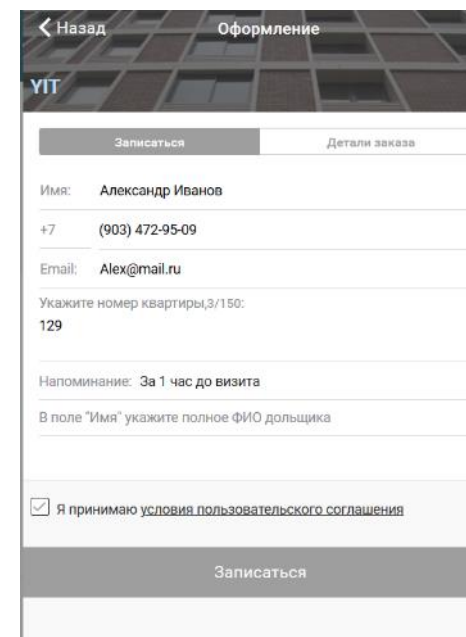 Назад Оформление
YIT
Записаться Детали заказа
Имя: Александр Иванов
+7 (903) 472-95-09
Email: Alex@mail.ru
Укажите номер квартиры,3/150:
129
Напоминание: За 1 час до визита
В поле "Имя" укажите полное ФИО дольщика
Я принимаю условия пользовательского соглашения
Записаться